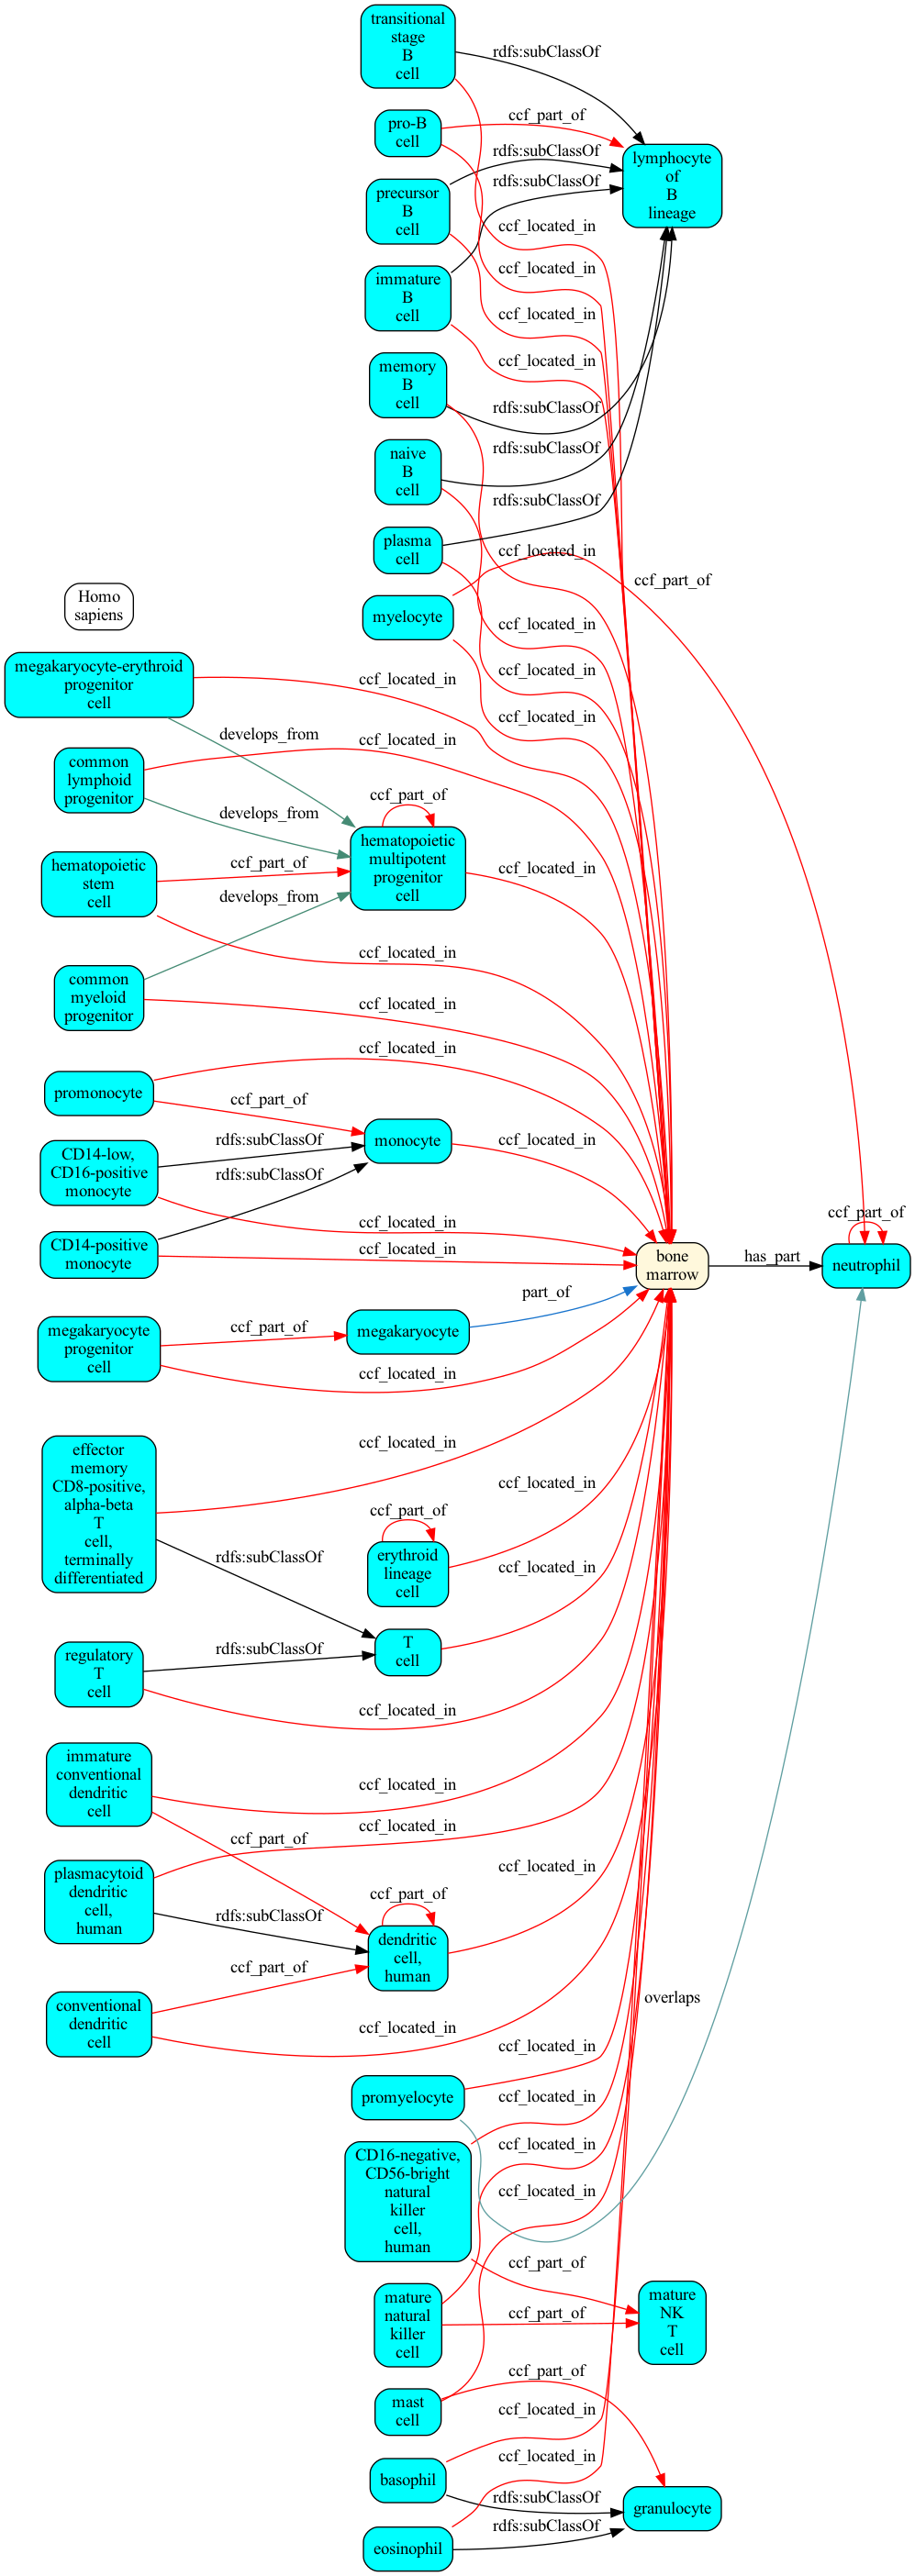 transitional
stage
B
cell
rdfs:subClassOf
pro-B
cell
ccf_part_of
rdfs:subClassOf
lymphocyte
of
B
lineage
rdfs:subClassOf
precursor
B
cell
ccf_located_in
immature
B
cell
ccf_located_in
ccf_located_in
memory
B
cell
ccf_located_in
rdfs:subClassOf
naive
B
cell
rdfs:subClassOf
rdfs:subClassOf
plasma
cell
ccf_located_in
ccf_part_of
Homo
sapiens
myelocyte
ccf_located_in
megakaryocyte-erythroid
progenitor
cell
ccf_located_in
ccf_located_in
ccf_located_in
develops_from
ccf_located_in
common
lymphoid
progenitor
ccf_part_of
develops_from
hematopoietic
multipotent
progenitor
cell
hematopoietic
stem
cell
ccf_part_of
ccf_located_in
develops_from
ccf_located_in
common
myeloid
progenitor
ccf_located_in
ccf_located_in
promonocyte
ccf_part_of
monocyte
ccf_located_in
CD14-low,
CD16-positive
monocyte
rdfs:subClassOf
rdfs:subClassOf
ccf_located_in
CD14-positive
monocyte
ccf_located_in
bone
marrow
has_part
ccf_part_of
neutrophil
part_of
megakaryocyte
progenitor
cell
ccf_part_of
megakaryocyte
ccf_located_in
effector
memory
CD8-positive,
alpha-beta
T
cell,
terminally
differentiated
ccf_located_in
ccf_located_in
ccf_part_of
erythroid
lineage
cell
rdfs:subClassOf
ccf_located_in
regulatory
T
cell
rdfs:subClassOf
T
cell
ccf_located_in
immature
conventional
dendritic
cell
ccf_located_in
ccf_located_in
ccf_part_of
ccf_located_in
plasmacytoid
dendritic
cell,
human
rdfs:subClassOf
ccf_part_of
dendritic
cell,
human
ccf_part_of
conventional
dendritic
cell
ccf_located_in
overlaps
ccf_located_in
promyelocyte
ccf_located_in
CD16-negative,
CD56-bright
natural
killer
cell,
human
ccf_located_in
ccf_located_in
ccf_part_of
mature
natural
killer
cell
ccf_part_of
mature
NK
T
cell
mast
cell
ccf_part_of
ccf_located_in
ccf_located_in
basophil
rdfs:subClassOf
granulocyte
rdfs:subClassOf
eosinophil